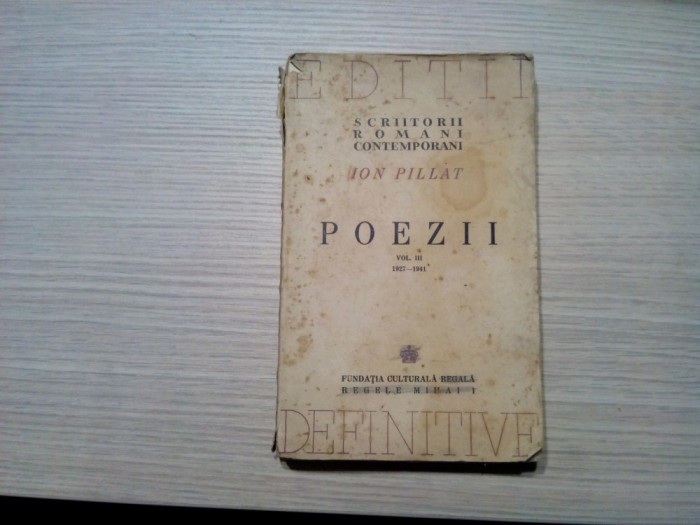 EDITII
SCRIITORII
ROMANI
CONTEMPORANI
ION PILLAT
POEZII
VOL. III
1927—1941
FUNDAȚIA CULTURALĂ REGALĂ
REGELE MIHAI I
DEFINITIVE